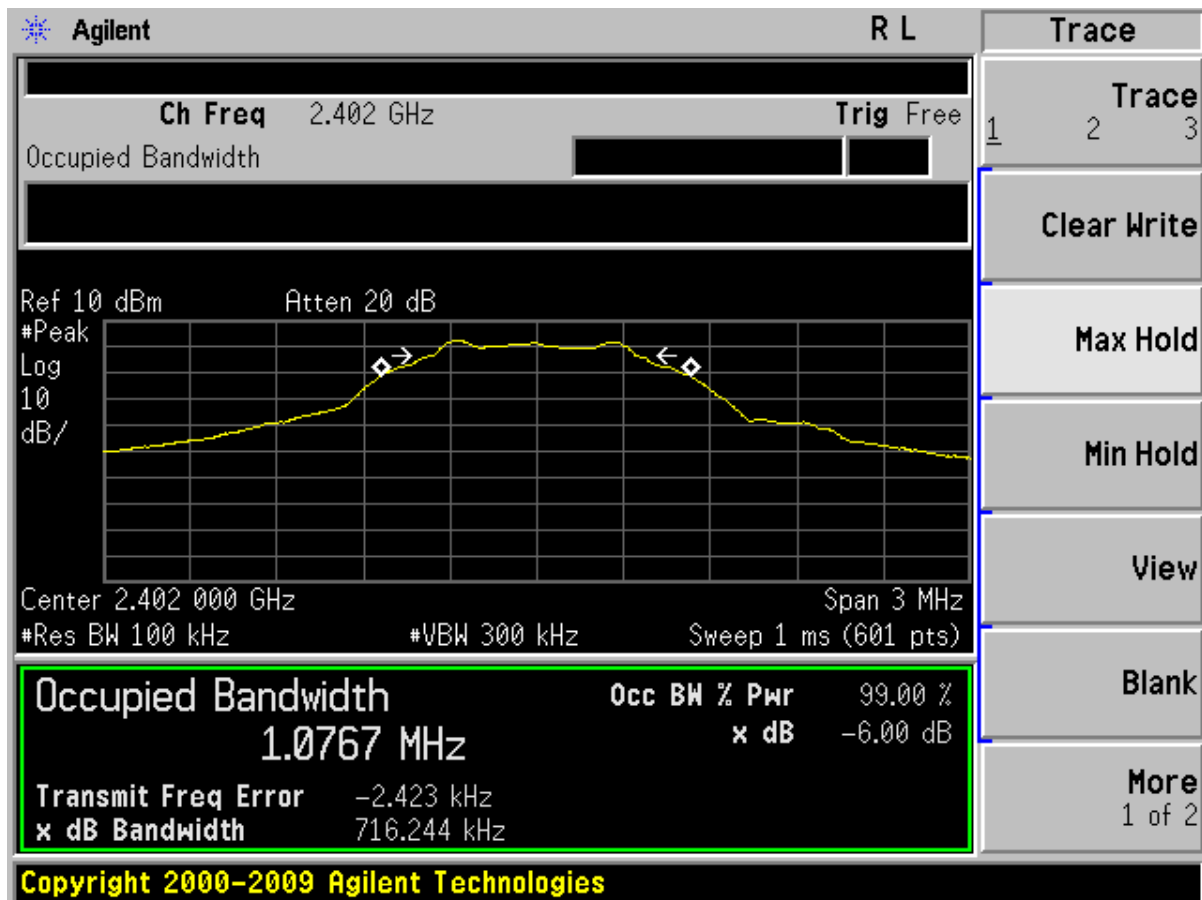 Agilent R L Trace
Ch Freq 2.402 GHz Trig Free
Occupied Bandwidth
Trace
1 2 3
Clear Write
Max Hold
Min Hold
View
Blank
More
1 of 2
Ref 10 dBm Atten 20 dB
#Peak
Log
10
dB/
Center 2.402 000 GHz Span 3 MHz
#Res BW 100 kHz #VBW 300 kHz Sweep 1 ms (601 pts)
Occupied Bandwidth Occ BW % Pwr 99.00 %
1.0767 MHz x dB -6.00 dB
Transmit Freq Error -2.423 kHz
x dB Bandwidth 716.244 kHz
Copyright 2000-2009 Agilent Technologies